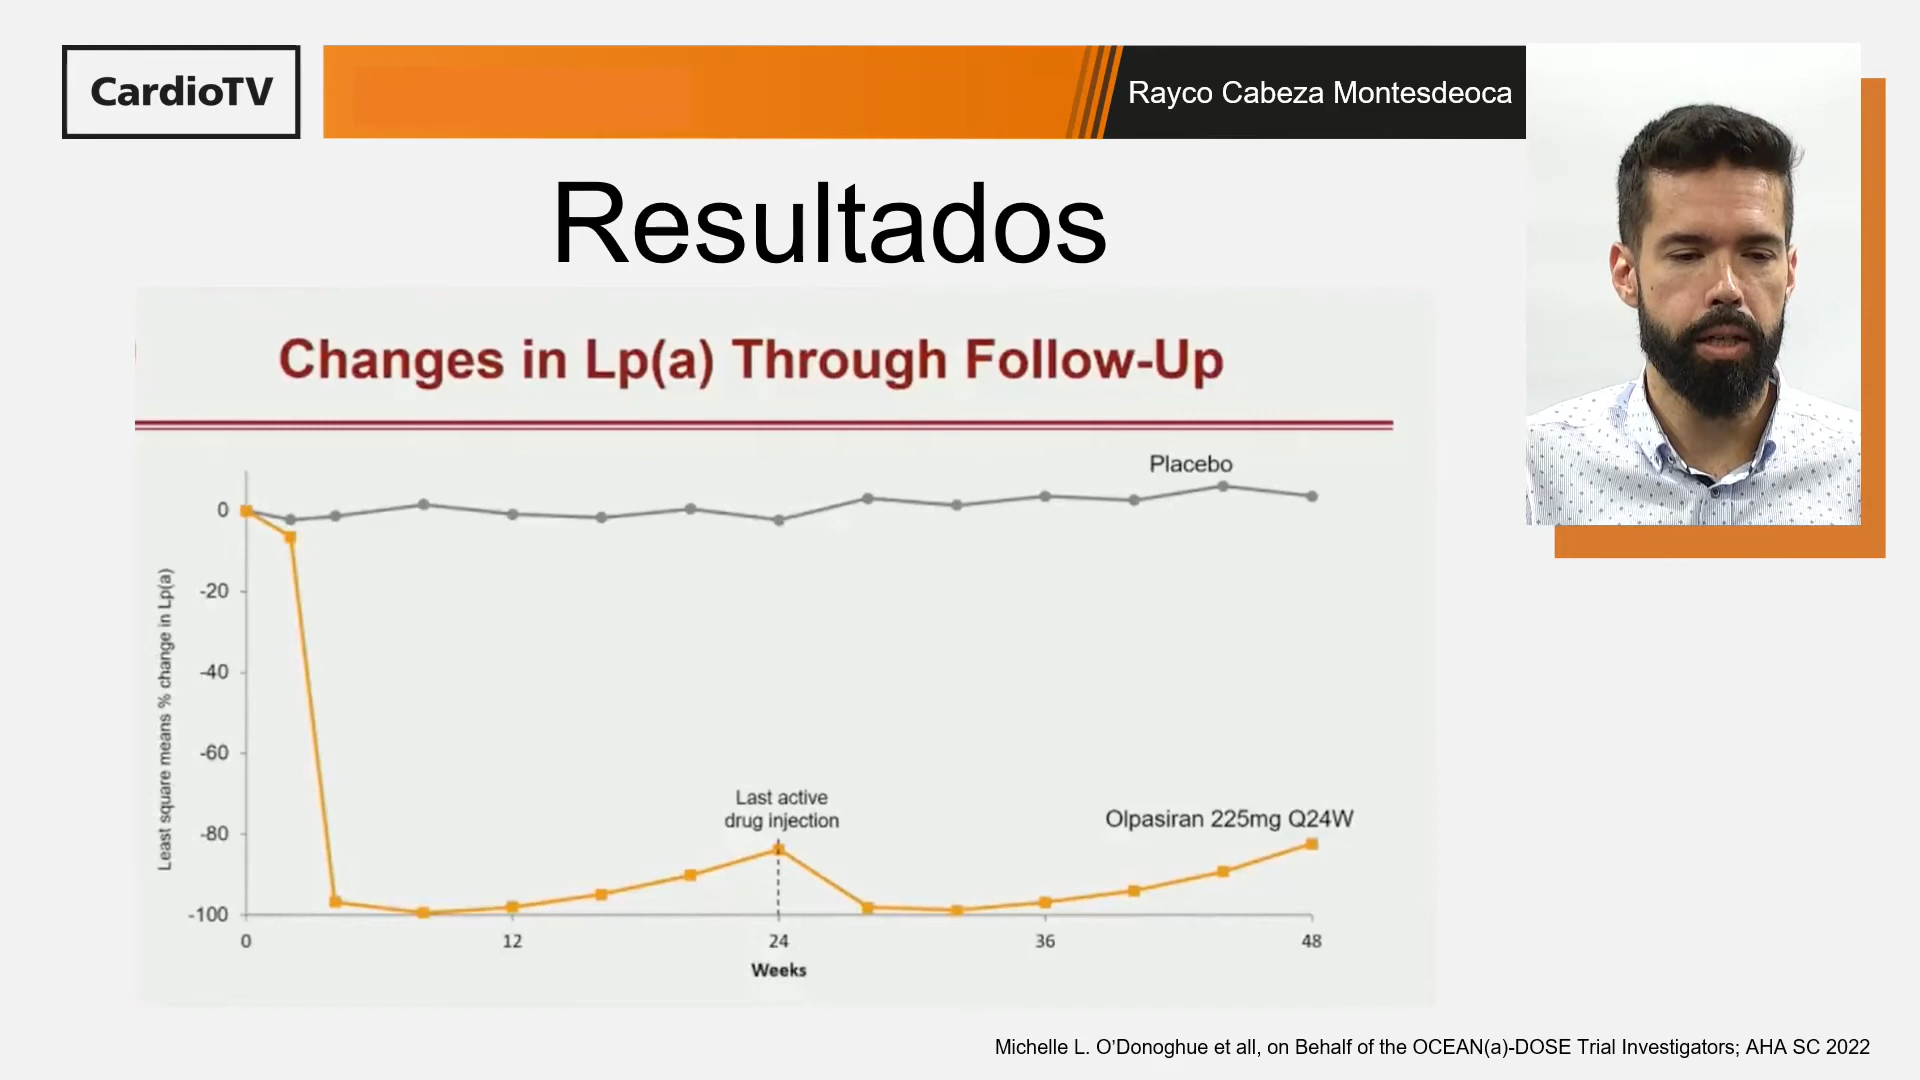 CardioTV
Rayco Cabeza Montesdeoca
Resultados
Changes in Lp(a) Through Follow-Up
Placebo
0
-20
-40
-60
-80
-100
Least square means % change in Lp(a)
Last active
drug injection
Olpasiran 225mg Q24W
0 12 24 36 48
Weeks
Michelle L. O’Donoghue et all, on Behalf of the OCEAN(a)-DOSE Trial Investigators; AHA SC 2022